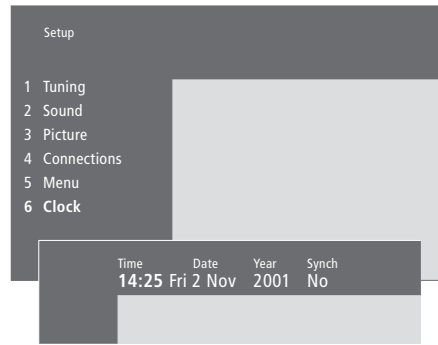 Setup
1 Tuning
2 Sound
3 Picture
4 Connections
5 Menu
6 Clock
Time Date Year Synch
14:25 Fri 2 Nov 2001 No